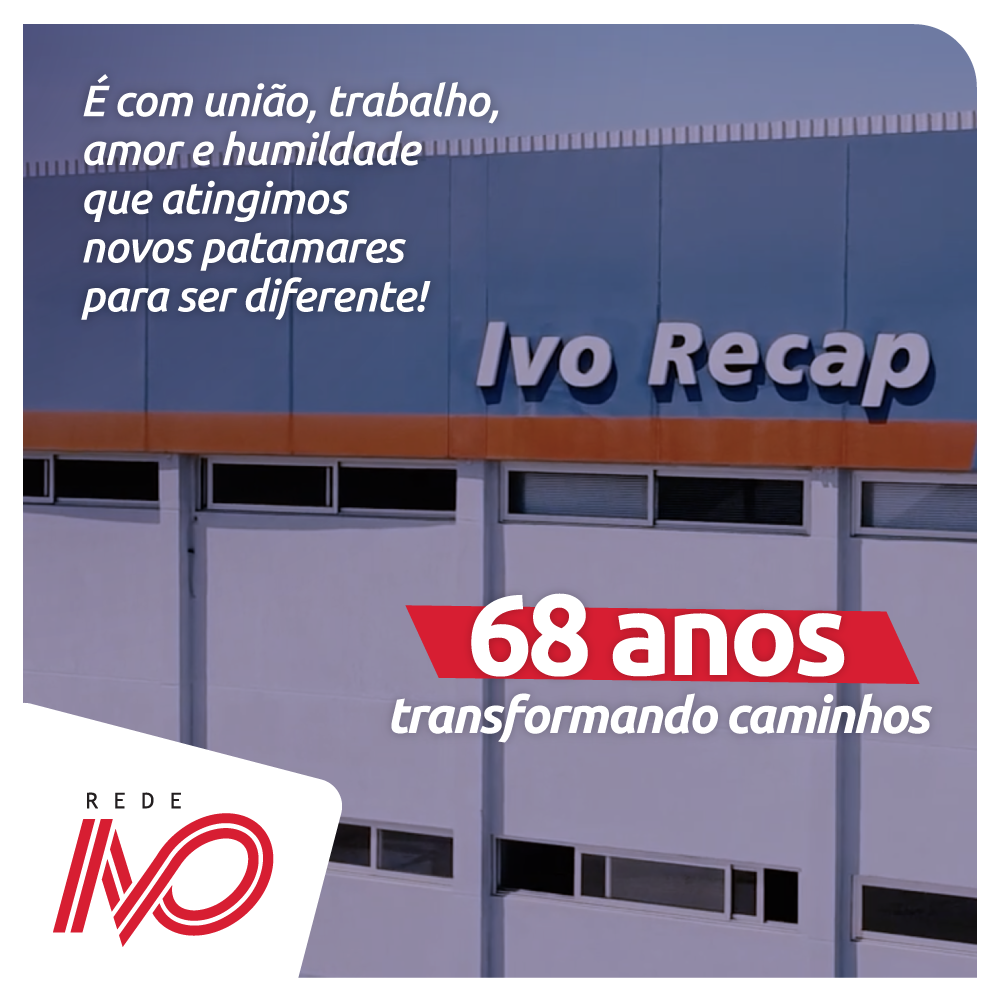 É com união, trabalho,
amor e humildade
que atingimos
novos patamares
para ser diferente!
Ivo Recap
68 anos
transformando caminhos
REDE
IVO